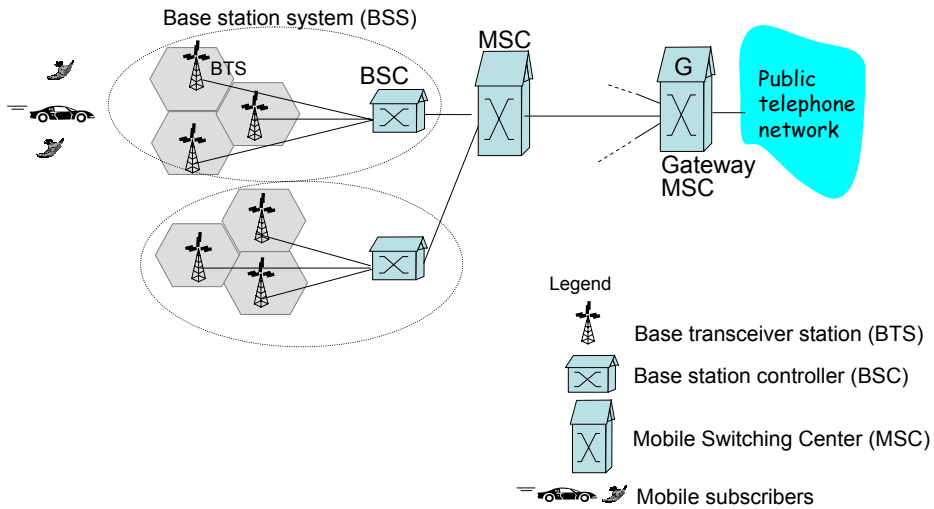 Base station system (BSS)
BTS
BSC
MSC
G
Gateway
MSC
Public
telephone
network
Legend
Base transceiver station (BTS)
Base station controller (BSC)
Mobile Switching Center (MSC)
Mobile subscribers